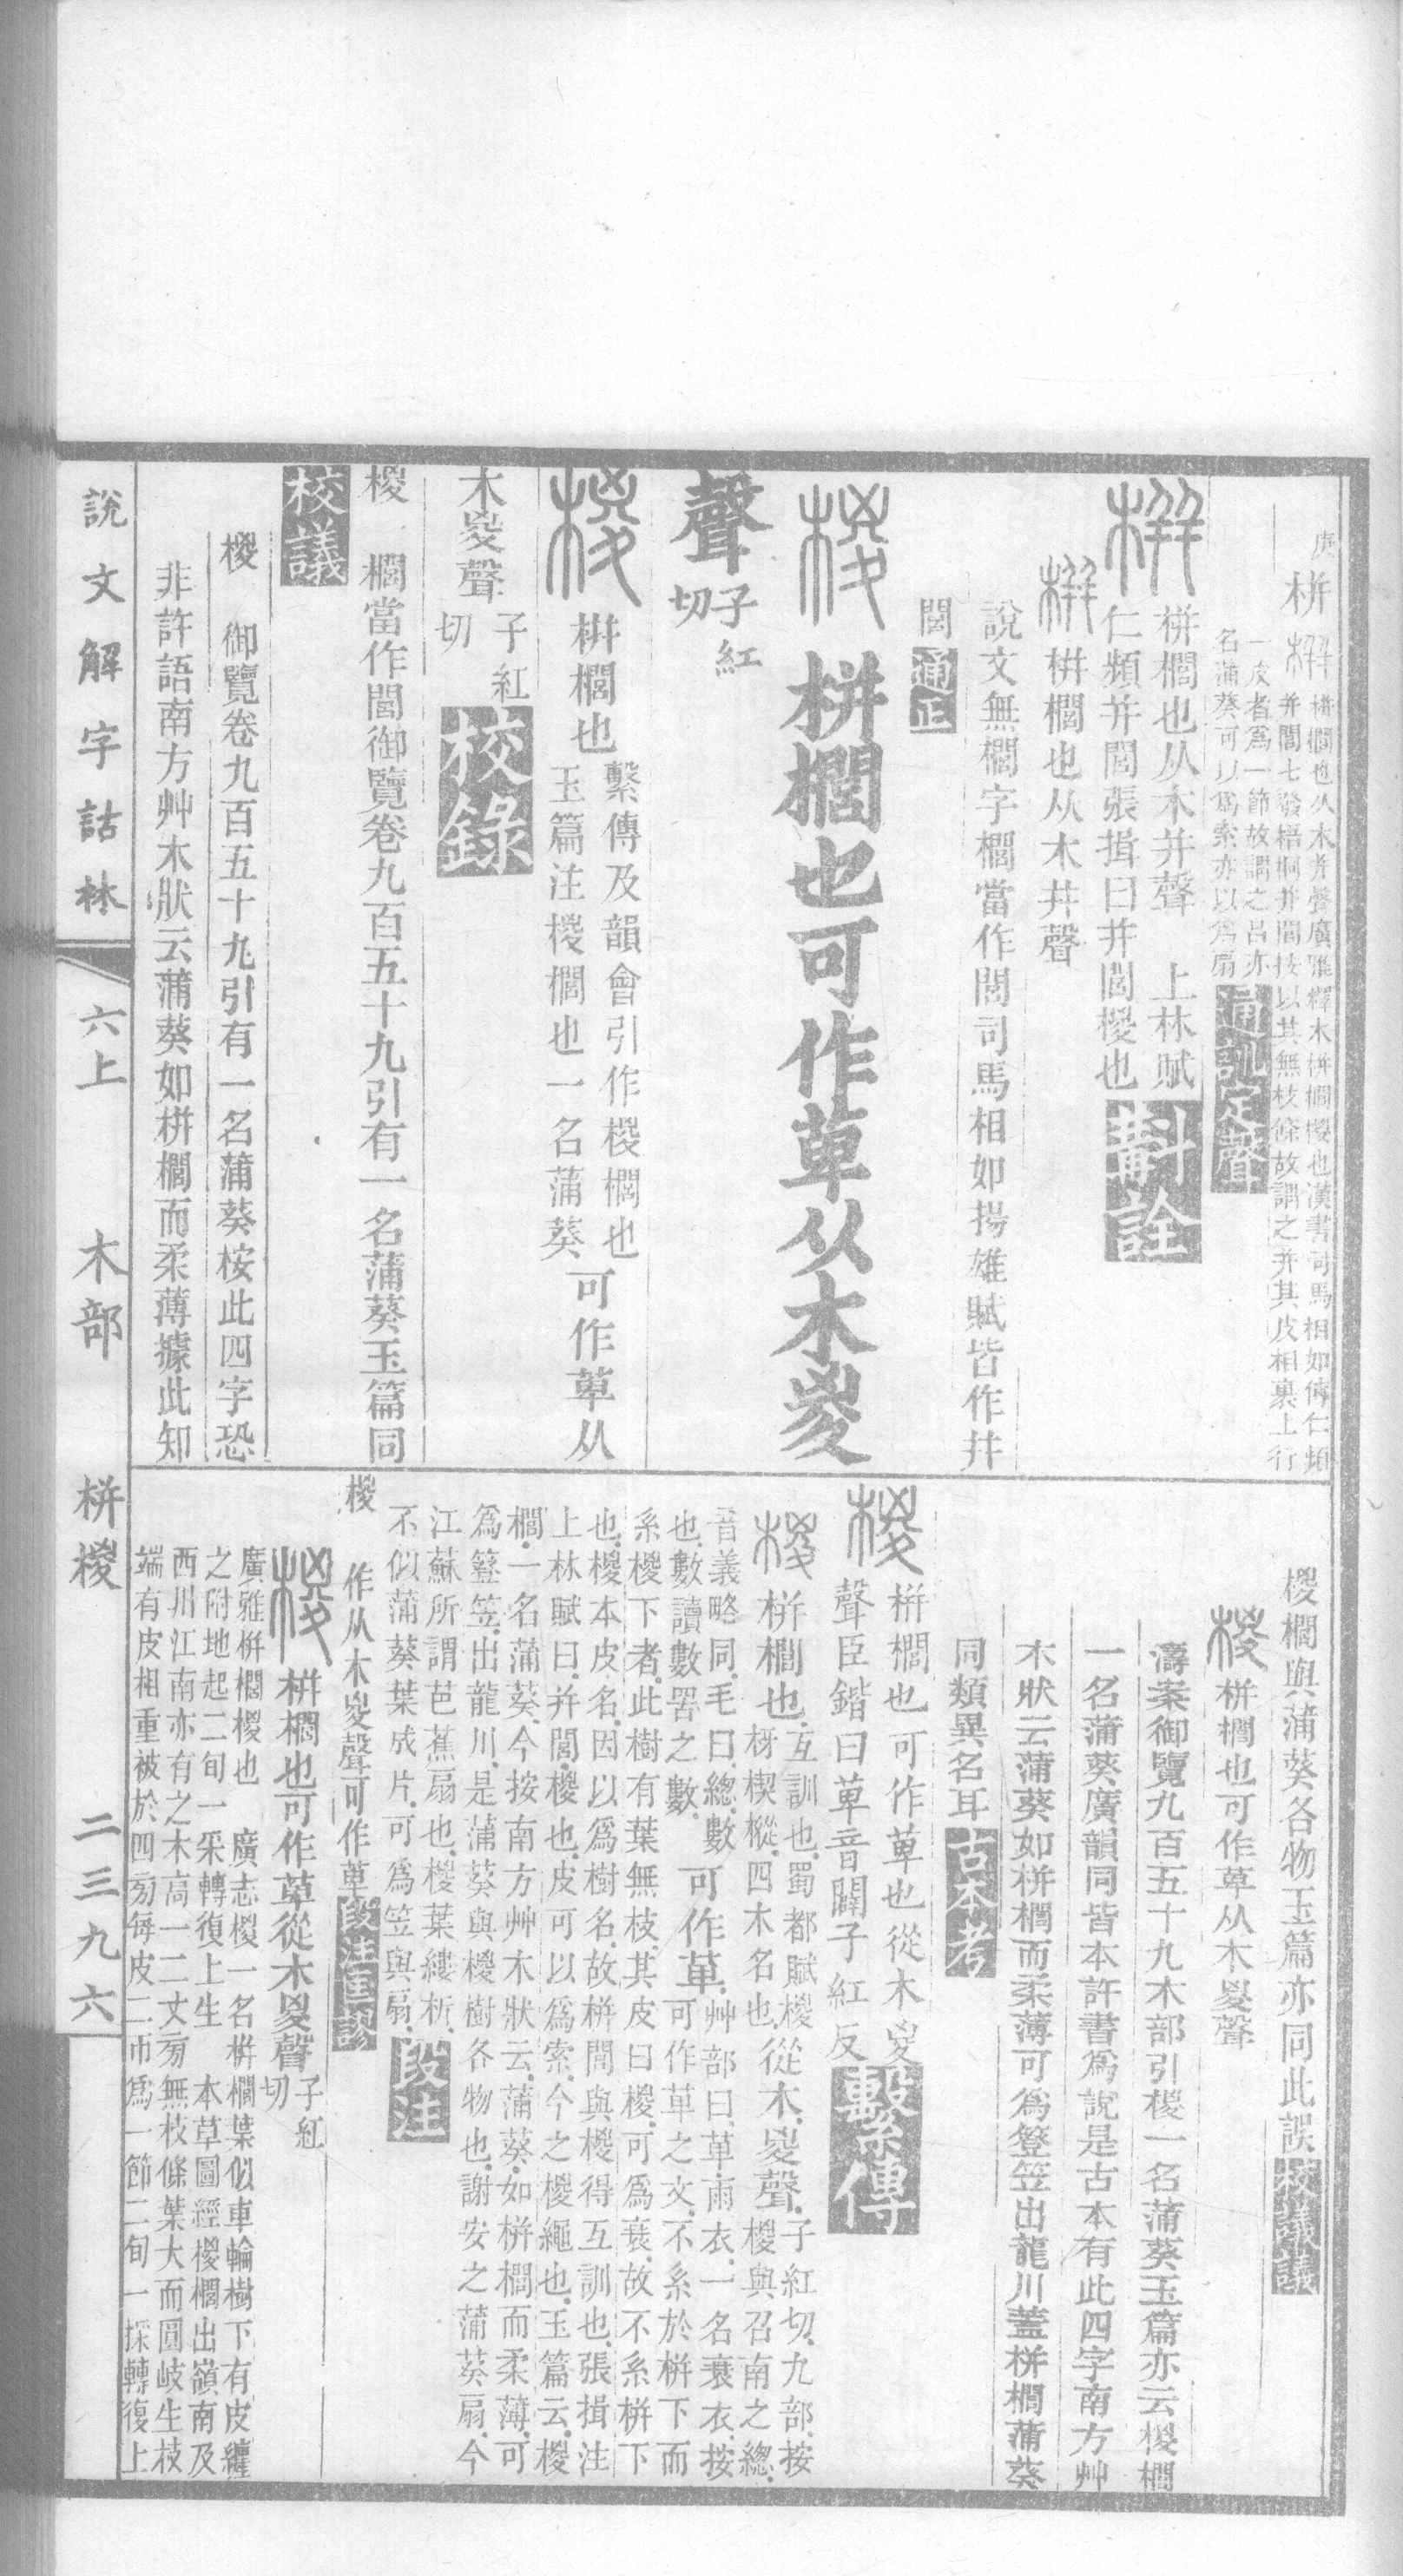 庚
栟 栟 栟櫚也从木并聲廣雅釋木栟櫚椶也漢書司馬相如傳仁頻
并閭七發梧桐并閭按以其無枝條故謂之并其皮相裹上行
一皮者爲一節故謂之呂亦
名蒲葵可以爲索亦以爲扇
通訓定聲
栟 栟櫚也从木并聲 上林賦
仁頻并閭張揖曰并閭椶也
斠詮
栟 栟櫚也从木并聲
說文無櫚字櫚當作閭司馬相如揚雄賦皆作并
閭 通正
椶 栟櫚也可作萆从木㚇
聲 子紅切
椶 栟櫚也 繫傳及韻會引作椶櫚也
玉篇注椶櫚也一名蒲葵 可作萆从
木㚇聲 子紅切 校錄
椶 櫚當作閭御覽卷九百五十九引有一名蒲葵玉篇同
校議
椶 御覽卷九百五十九引有一名蒲葵桉此四字恐
非許語南方艸木狀云蒲葵如栟櫚而柔薄據此知
椶櫚與蒲葵各物玉篇亦同此誤 校議議
椶 栟櫚也可作萆从木㚇聲
濤案御覽九百五十九木部引椶一名蒲葵玉篇亦云椶櫚
一名蒲葵廣韻同皆本許書爲說是古本有此四字南方艸
木狀云蒲葵如栟櫚而柔薄可爲簦笠出龍川蓋栟櫚蒲葵
同類異名耳 古本考
椶 栟櫚也可作萆也從木㚇
聲臣鍇曰萆音闢子紅反 繫傳
椶 栟櫚也.互訓也.蜀都賦椶
枒楔樅.四木名也.從木.㚇聲.子紅切.九部.按
椶與召南之總.
音義略同.毛曰.總.數
也.數讀數罟之數. 可作萆.艸部曰.萆.雨衣.一名衰衣.按
可作萆之文.不系於栟下而
系椶下者.此樹有葉無枝.其皮曰椶.可爲衰.故不系栟下
也.椶本皮名.因以爲樹名.故栟閭與椶得互訓也.張揖注
上林賦曰.并閭.椶也.皮可以爲索.今之椶繩也.玉篇云.椶
櫚.一名蒲葵.今按南方艸木狀云.蒲葵.如栟櫚而柔薄.可
爲簦笠.出龍川.是蒲葵與椶樹各物也.謝安之蒲葵扇.今
江蘇所謂芭蕉扇也.椶葉縷析.
不似蒲葵葉成片.可爲笠與扇. 段注
椶 作从木㚇聲可作萆 段注匡謬
椶 栟櫚也可作萆從木㚇聲 子紅切
廣雅栟櫚椶也 廣志椶一名栟櫚葉似車輪樹下有皮纏
之附地起二旬一采轉復上生 本草圖經椶櫚出嶺南及
西川江南亦有之木高一二丈旁無枝條葉大而圓岐生枝
端有皮相重被於四旁每皮一帀爲一節二旬一採轉復上
說文解字詁林 六上 木部 栟椶 二三九六